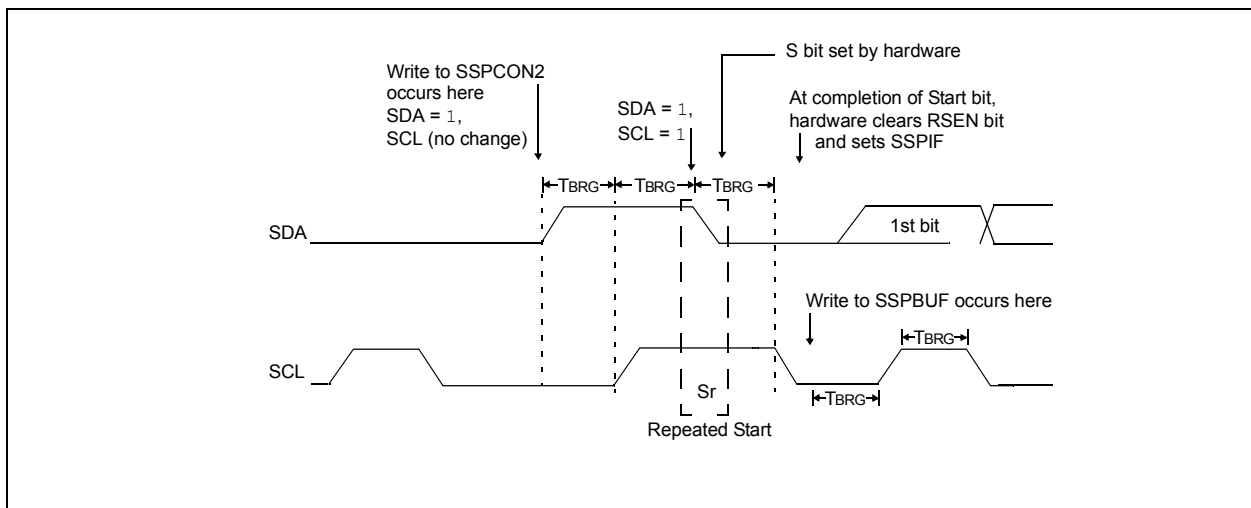 S bit set by hardware
Write to SSPCON2
occurs here
SDA = 1,
SCL (no change)
SDA = 1,
SCL = 1
At completion of Start bit,
hardware clears RSEN bit
and sets SSPIF
TBRG TBRG TBRG
SDA
1st bit
Write to SSPBUF occurs here
TBRG
SCL
Sr
TBRG
Repeated Start